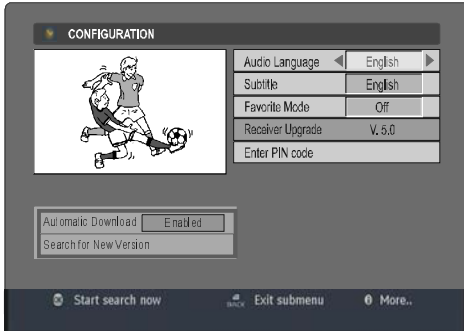 CONFIGURATION
Audio Language English
Subtitle English
Favorite Mode Off
Receiver Upgrade V. 5.0
Enter PIN code
Automatic Download Enabled
Search for New Version
Start search now BACK Exit submenu More..